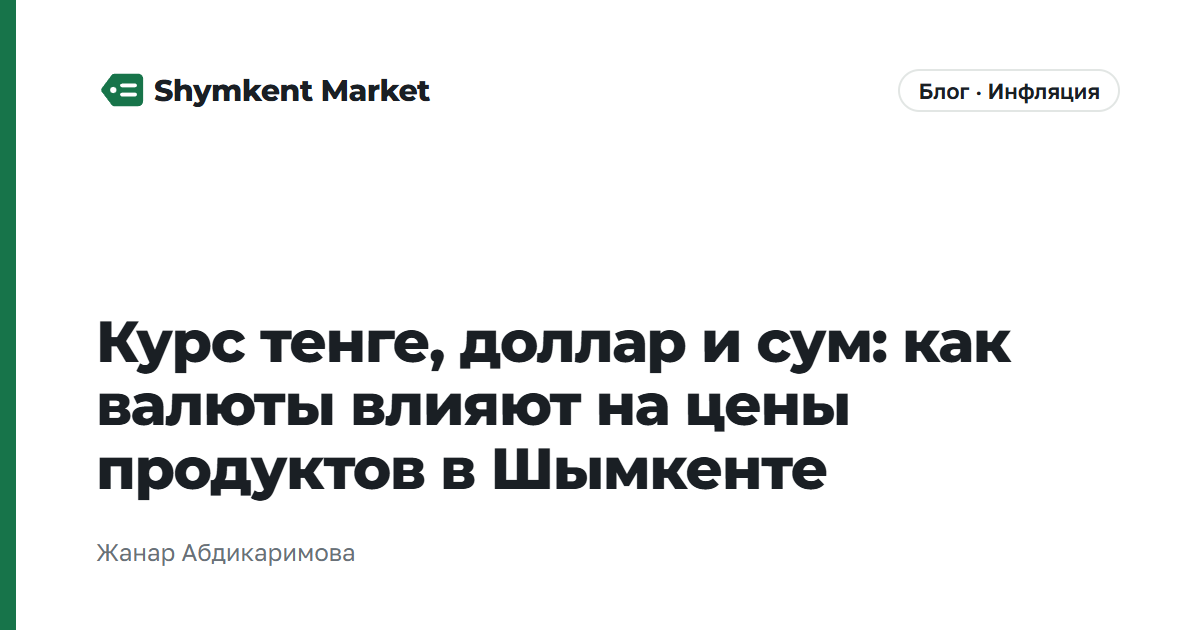 Shymkent Market
Блог · Инфляция
Курс тенге, доллар и сум: как
валюты влияют на цены
продуктов в Шымкенте
Жанар Абдикаримова